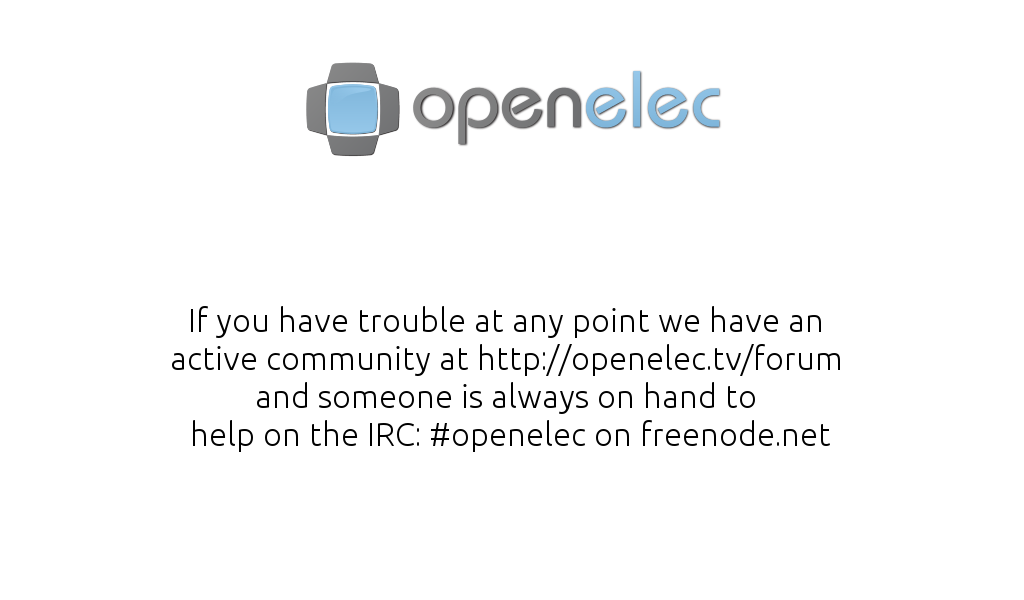 openelec
If you have trouble at any point we have an
active community at http://openelec.tv/forum
and someone is always on hand to
help on the IRC: #openelec on freenode.net